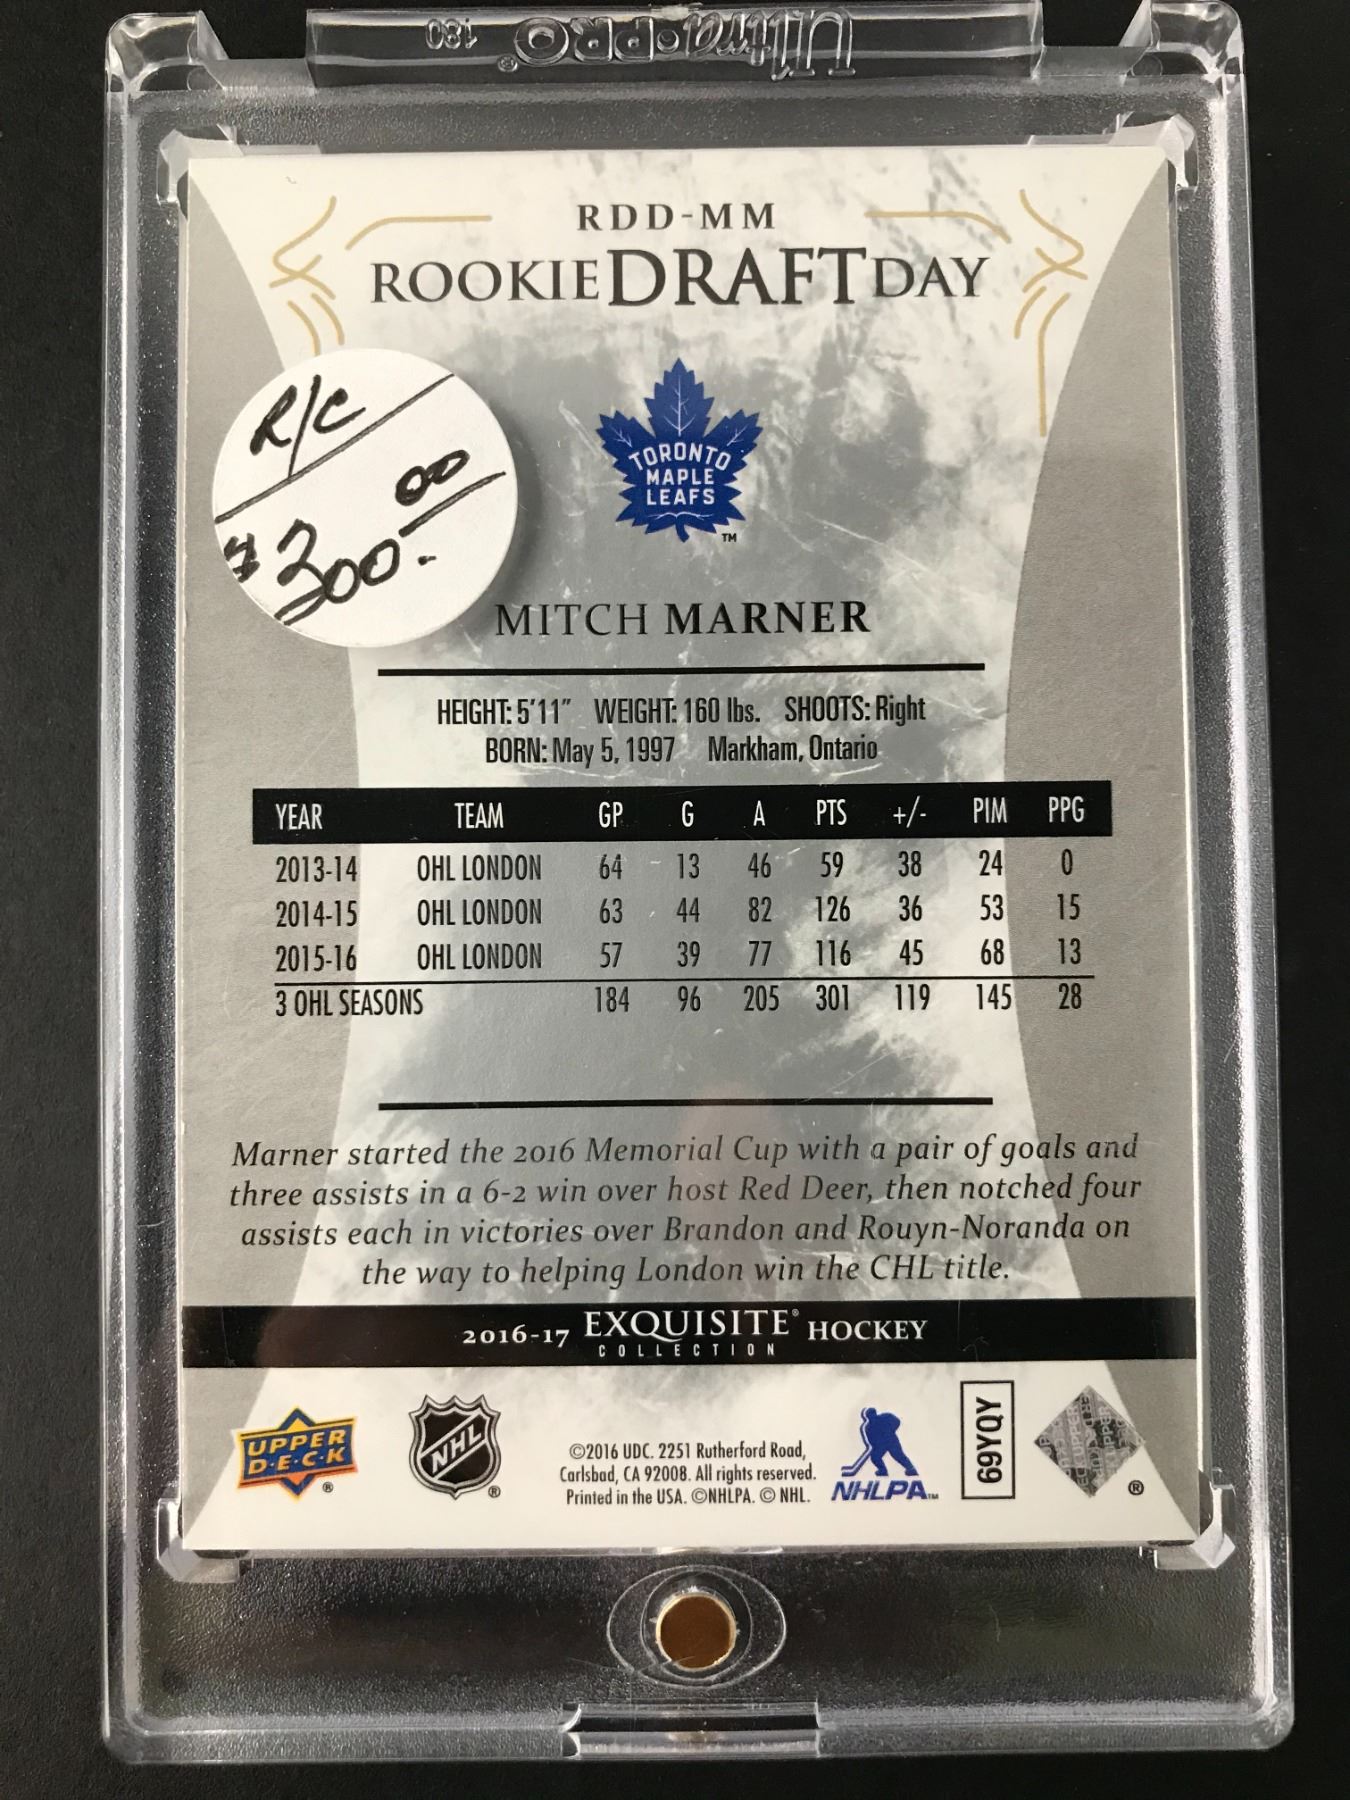 Ultra•PRO® 180
RDD-MM
ROOKIE DRAFT DAY
R/C
$300.00
TORONTO
MAPLE
LEAFS
™
MITCH MARNER
HEIGHT: 5'11" WEIGHT: 160 lbs. SHOOTS: Right
BORN: May 5, 1997 Markham, Ontario
YEAR TEAM GP G A PTS +/- PIM PPG
2013-14 OHL LONDON 64 13 46 59 38 24 0
2014-15 OHL LONDON 63 44 82 126 36 53 15
2015-16 OHL LONDON 57 39 77 116 45 68 13
3 OHL SEASONS 184 96 205 301 119 145 28
Marner started the 2016 Memorial Cup with a pair of goals and
three assists in a 6-2 win over host Red Deer, then notched four
assists each in victories over Brandon and Rouyn-Noranda on
the way to helping London win the CHL title.
2016-17 EXQUISITE® HOCKEY
COLLECTION
UPPER
D·E·C·K
®
NHL
®
©2016 UDC. 2251 Rutherford Road,
Carlsbad, CA 92008. All rights reserved.
Printed in the USA. ©NHLPA. © NHL.
NHLPA™
69YQY
®